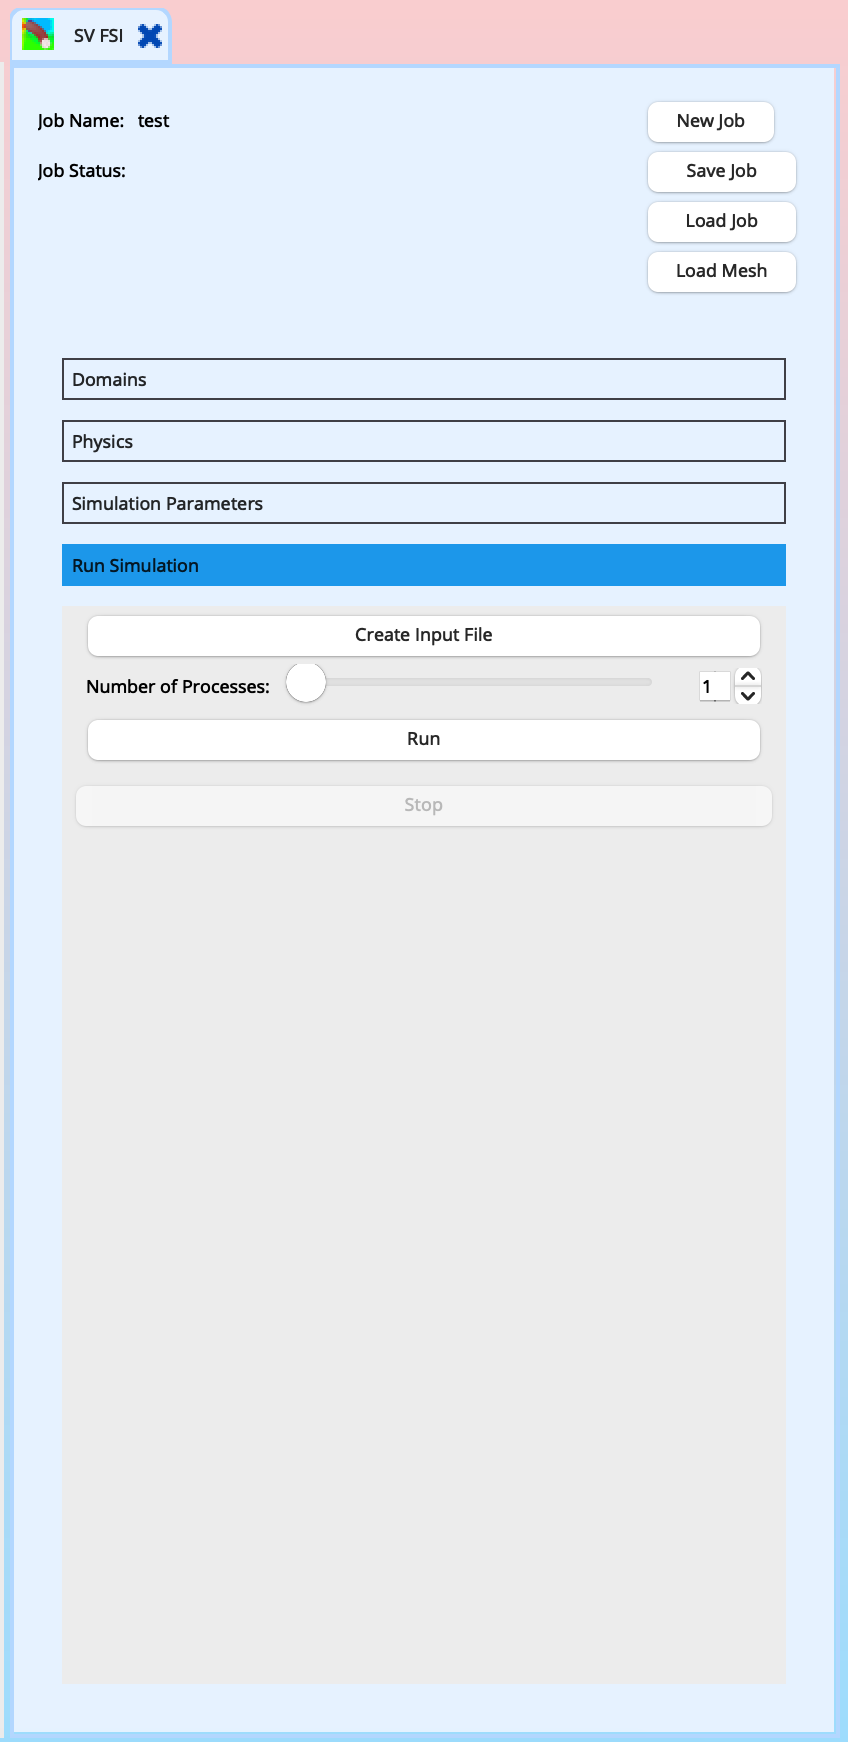 SV FSI
Job Name: test
New Job
Job Status:
Save Job
Load Job
Load Mesh
Domains
Physics
Simulation Parameters
Run Simulation
Create Input File
Number of Processes:
1
Run
Stop